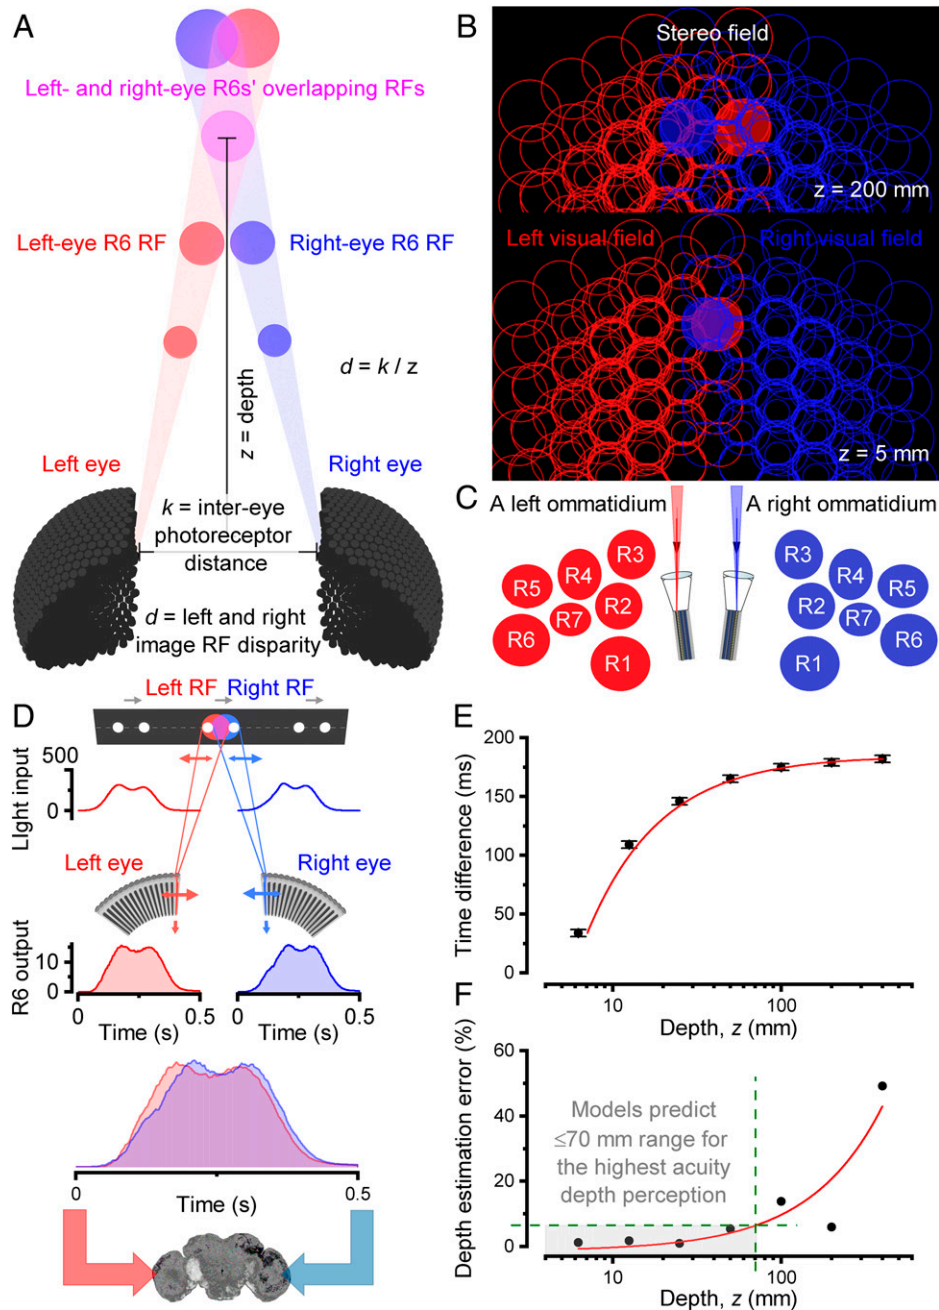 A
Left- and right-eye R6s' overlapping RFs
Left-eye R6 RF
Right-eye R6 RF
d = k / z
z = depth
Left eye
Right eye
k = inter-eye
photoreceptor
distance
d = left and right
image RF disparity
B
Stereo field
z = 200 mm
Left visual field
Right visual field
z = 5 mm
C
A left ommatidium
A right ommatidium
R3
R4
R5
R2
R7
R6
R1
R3
R4
R5
R2
R7
R6
R1
D
Left RF
Right RF
LIght input
500
0
Left eye
Right eye
R6 output
10
0
0
0.5
0
0.5
Time (s)
Time (s)
0
0.5
Time (s)
E
Time difference (ms)
200
150
100
50
0
10
100
Depth, z (mm)
F
Depth estimation error (%)
60
40
20
0
Models predict
≤70 mm range for
the highest acuity
depth perception
10
100
Depth, z (mm)